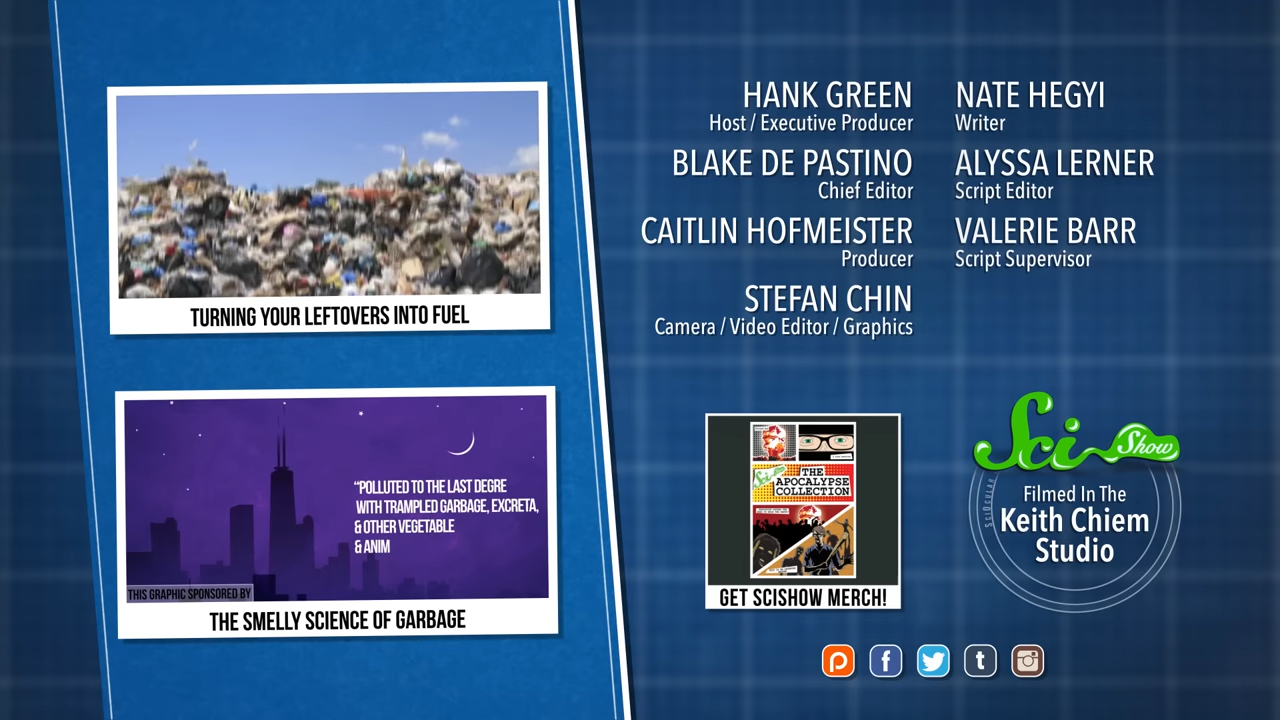 TURNING YOUR LEFTOVERS INTO FUEL
“POLLUTED TO THE LAST DEGRE
WITH TRAMPLED GARBAGE, EXCRETA,
& OTHER VEGETABLE
& ANIM
THIS GRAPHIC SPONSORED BY
THE SMELLY SCIENCE OF GARBAGE
HANK GREEN
Host / Executive Producer
BLAKE DE PASTINO
Chief Editor
CAITLIN HOFMEISTER
Producer
STEFAN CHIN
Camera / Video Editor / Graphics
NATE HEGYI
Writer
ALYSSA LERNER
Script Editor
VALERIE BARR
Script Supervisor
Sci
THE
APOCALYPSE
COLLECTION
GET SCISHOW MERCH!
Sci Show
SciOcular
Filmed In The
Keith Chiem
Studio